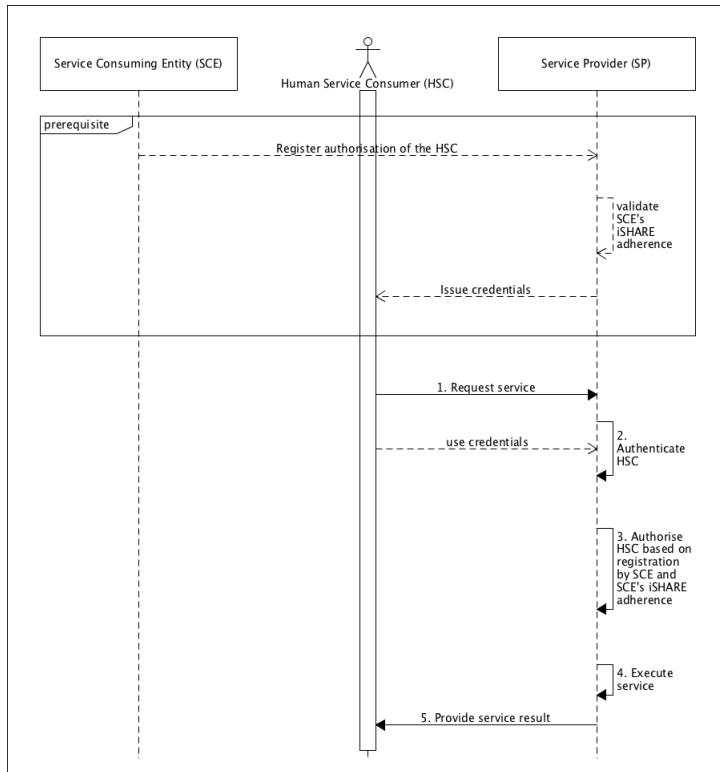 Service Consuming Entity (SCE)
Human Service Consumer (HSC)
Service Provider (SP)
prerequisite
Register authorisation of the HSC
validate
SCE's
iSHARE
adherence
Issue credentials
1. Request service
2.
Authenticate
HSC
use credentials
3. Authorise
HSC based on
registration
by SCE and
SCE's iSHARE
adherence
4. Execute
service
5. Provide service result